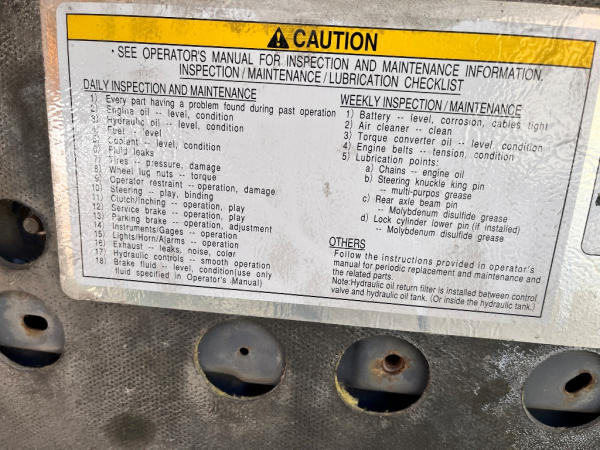 CAUTION
• SEE OPERATOR'S MANUAL FOR INSPECTION AND MAINTENANCE INFORMATION.
INSPECTION / MAINTENANCE / LUBRICATION CHECKLIST
DAILY INSPECTION AND MAINTENANCE
1) Every part having a problem found during past operation
2) Engine oil -- level, condition
3) Hydraulic oil -- level, condition
4) Fuel -- level
5) Coolant -- level, condition
6) Fluid leaks
7) Tires -- pressure, damage
8) Wheel lug nuts -- torque
9) Operator restraint -- operation, damage
10) Steering -- play, binding
11) Clutch/Inching -- operation, play
12) Service brake -- operation, play
13) Parking brake -- operation, adjustment
14) Instruments/Gages -- operation
15) Lights/Horn/Alarms -- operation
16) Exhaust -- leaks, noise, color
17) Hydraulic controls -- smooth operation
18) Brake fluid -- level, condition(use only
fluid specified in Operator's Manual)
WEEKLY INSPECTION / MAINTENANCE
1) Battery -- level, corrosion, cables tight
2) Air cleaner -- clean
3) Torque converter oil -- level, condition
4) Engine belts -- tension, condition
5) Lubrication points:
a) Chains -- engine oil
b) Steering knuckle king pin
-- multi-purpos grease
c) Rear axle beam pin
-- Molybdenum disulfide grease
d) Lock cylinder lower pin (if installed)
-- Molybdenum disulfide grease
OTHERS
Follow the instructions provided in operator's
manual for periodic replacement and maintenance and
the related parts.
Note:Hydraulic oil return filter is installed between control
valve and hydraulic oil tank. (Or inside the hydraulic tank.)